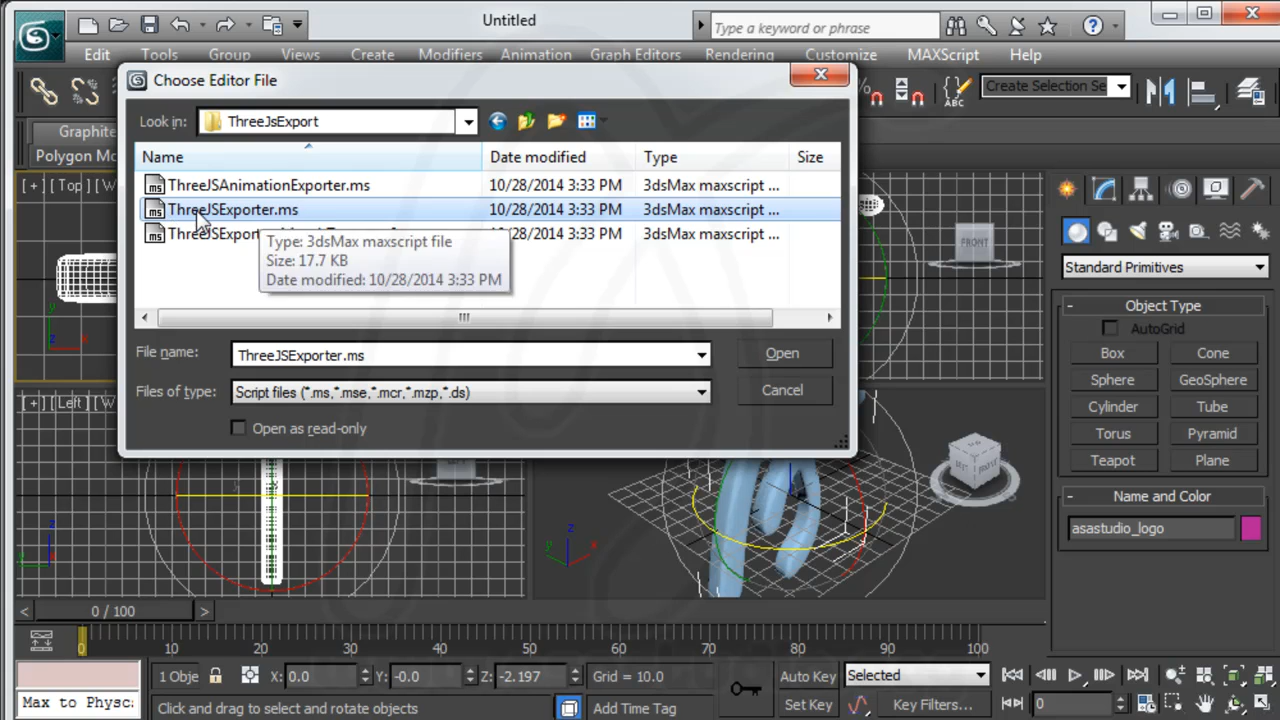 Untitled
Type a keyword or phrase
Edit Tools Group Views Create Modifiers Animation Graph Editors Rendering Customize MAXScript Help
Choose Editor File
ABC
Create Selection Se
Look in: ThreeJsExport
Graphite
Polygon Mo
Name Date modified Type Size
ThreeJSAnimationExporter.ms 10/28/2014 3:33 PM 3dsMax maxscript ...
ThreeJSExporter.ms 10/28/2014 3:33 PM 3dsMax maxscript ...
ThreeJSExpor 0/28/2014 3:33 PM 3dsMax maxscript ...
Type: 3dsMax maxscript file
Size: 17.7 KB
Date modified: 10/28/2014 3:33 PM
File name: ThreeJSExporter.ms Open
Files of type: Script files (*.ms,*.mse,*.mcr,*.mzp,*.ds) Cancel
Open as read-only
[ + ] [ Top ] [ W
FRONT
[ + ] [ Left ] [ W
Standard Primitives
- Object Type
AutoGrid
Box Cone
Sphere GeoSphere
Cylinder Tube
Torus Pyramid
Teapot Plane
- Name and Color
asastudio_logo
< 0 / 100 >
0 10 20 30 40 50 60 70 80 90 100
1 Obje X: 0.0 Y: -0.0 Z: -2.197 Grid = 10.0 Auto Key Selected
Max to Physc: Click and drag to select and rotate objects Add Time Tag Set Key Key Filters... 0